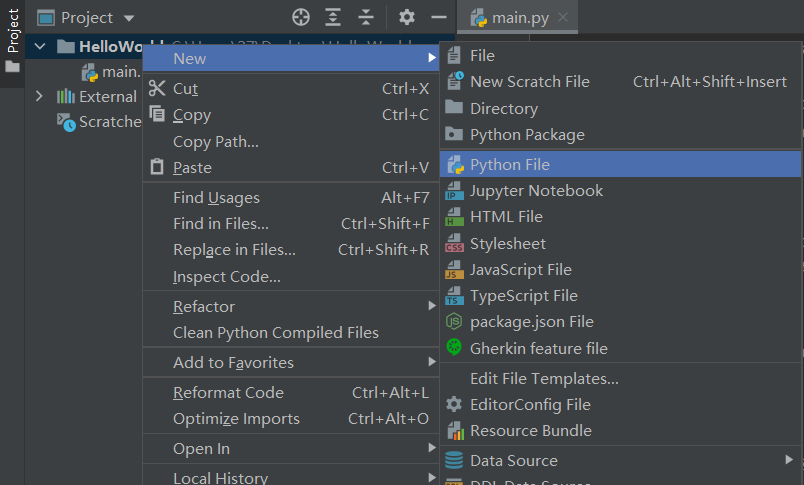 Project
Project
main.py
HelloWorl
main.
External
Scratche
New
Cut Ctrl+X
Copy Ctrl+C
Copy Path...
Paste Ctrl+V
Find Usages Alt+F7
Find in Files... Ctrl+Shift+F
Replace in Files... Ctrl+Shift+R
Inspect Code...
Refactor
Clean Python Compiled Files
Add to Favorites
Reformat Code Ctrl+Alt+L
Optimize Imports Ctrl+Alt+O
Open In
Local History
File
New Scratch File Ctrl+Alt+Shift+Insert
Directory
Python Package
Python File
Jupyter Notebook
HTML File
Stylesheet
JavaScript File
TypeScript File
package.json File
Gherkin feature file
Edit File Templates...
EditorConfig File
Resource Bundle
Data Source
DDL Data Source